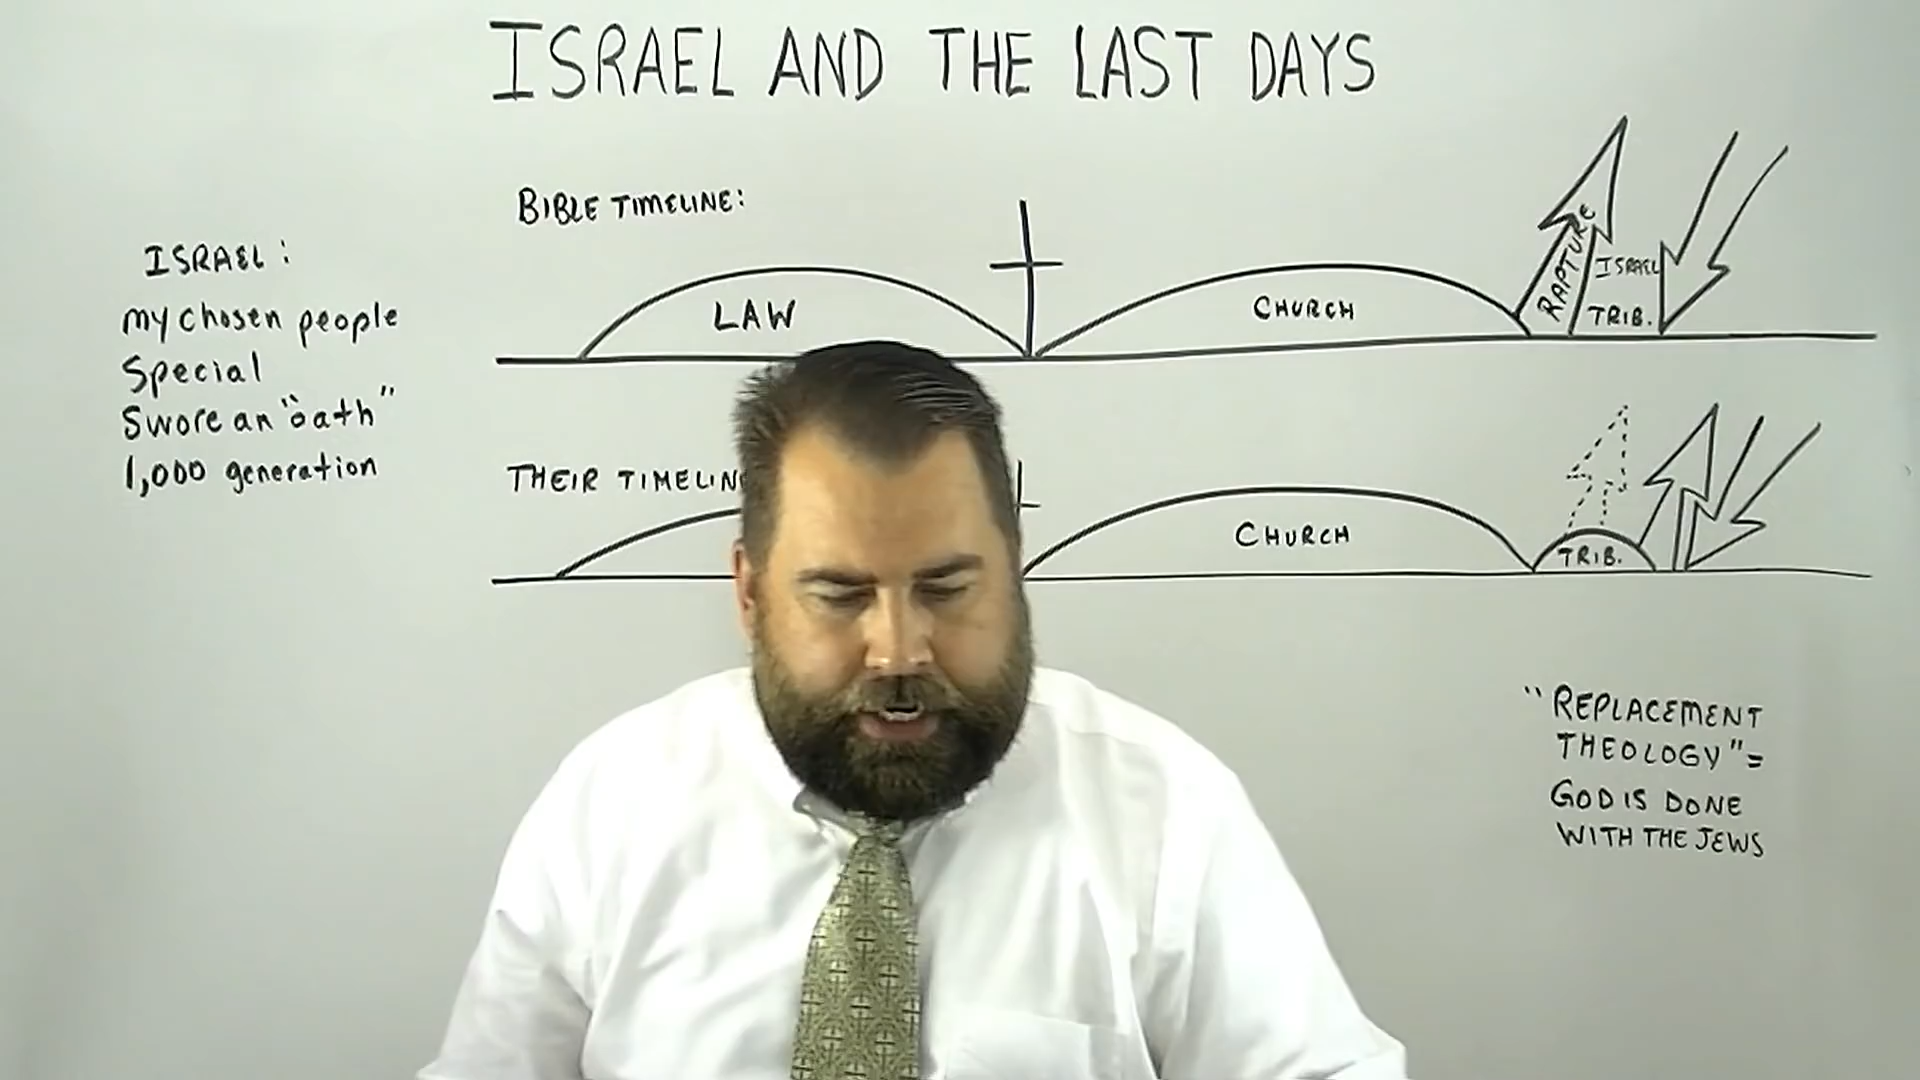 ISRAEL AND THE LAST DAYS
BIBLE TIMELINE:
ISRAEL:
my chosen people
Special
Swore an "oath"
1,000 generation
LAW
CHURCH
RAPTURE
ISRAEL
TRIB.
THEIR TIMELIN
CHURCH
TRIB.
"REPLACEMENT
THEOLOGY"=
GOD IS DONE
WITH THE JEWS